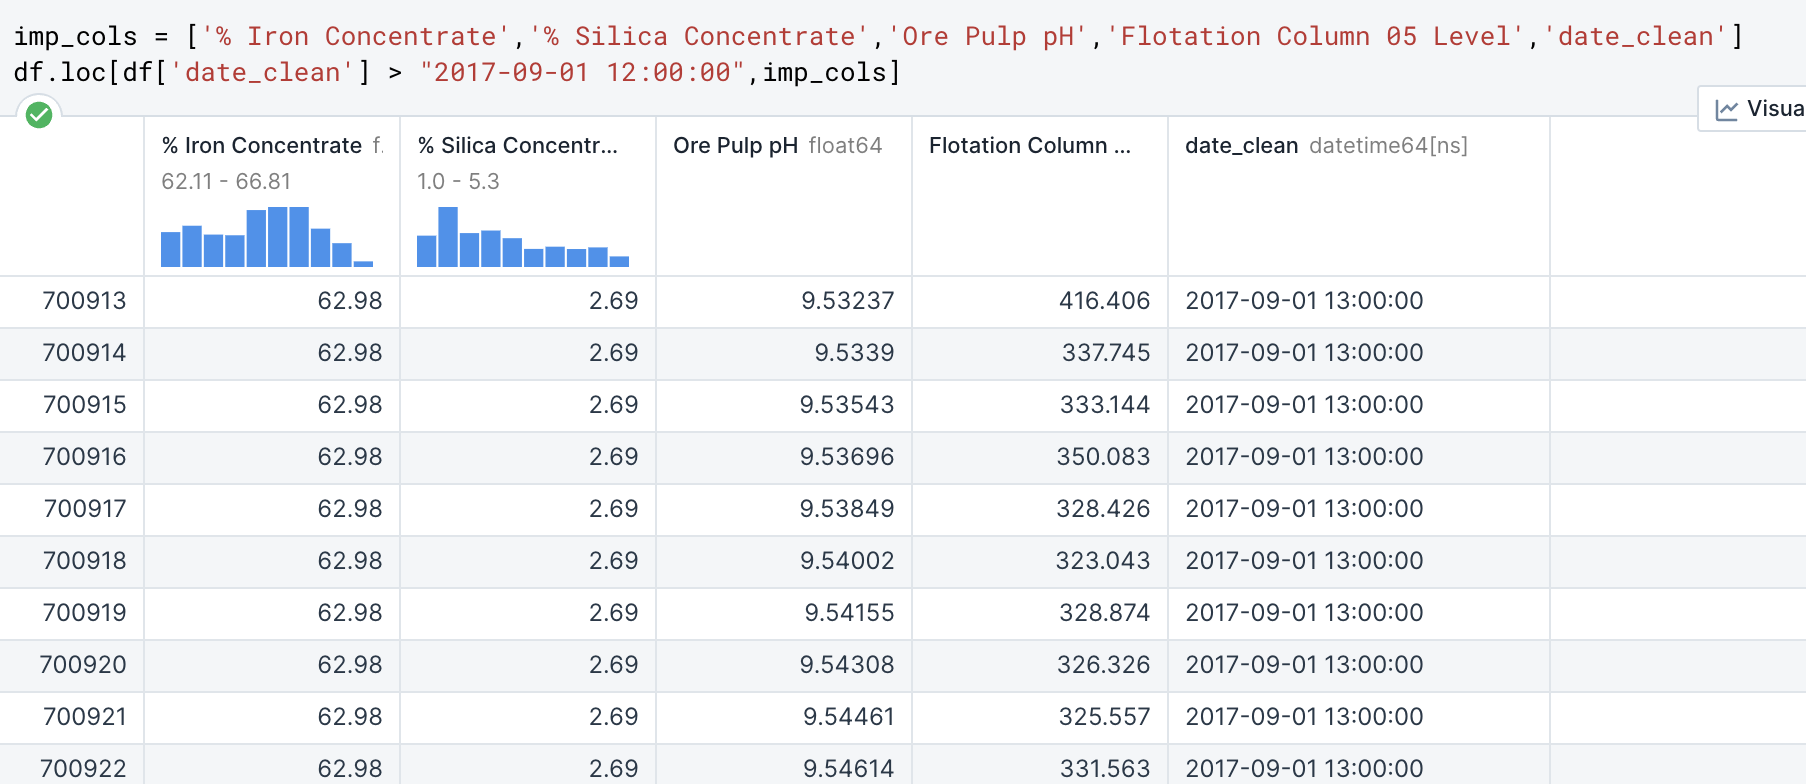 imp_cols = ['% Iron Concentrate','% Silica Concentrate','Ore Pulp pH','Flotation Column 05 Level','date_clean']
df.loc[df['date_clean'] > "2017-09-01 12:00:00",imp_cols]
Visua
% Iron Concentrate f. % Silica Concentr... Ore Pulp pH float64 Flotation Column ... date_clean datetime64[ns]
62.11 - 66.81 1.0 - 5.3
700913 62.98 2.69 9.53237 416.406 2017-09-01 13:00:00
700914 62.98 2.69 9.5339 337.745 2017-09-01 13:00:00
700915 62.98 2.69 9.53543 333.144 2017-09-01 13:00:00
700916 62.98 2.69 9.53696 350.083 2017-09-01 13:00:00
700917 62.98 2.69 9.53849 328.426 2017-09-01 13:00:00
700918 62.98 2.69 9.54002 323.043 2017-09-01 13:00:00
700919 62.98 2.69 9.54155 328.874 2017-09-01 13:00:00
700920 62.98 2.69 9.54308 326.326 2017-09-01 13:00:00
700921 62.98 2.69 9.54461 325.557 2017-09-01 13:00:00
700922 62.98 2.69 9.54614 331.563 2017-09-01 13:00:00